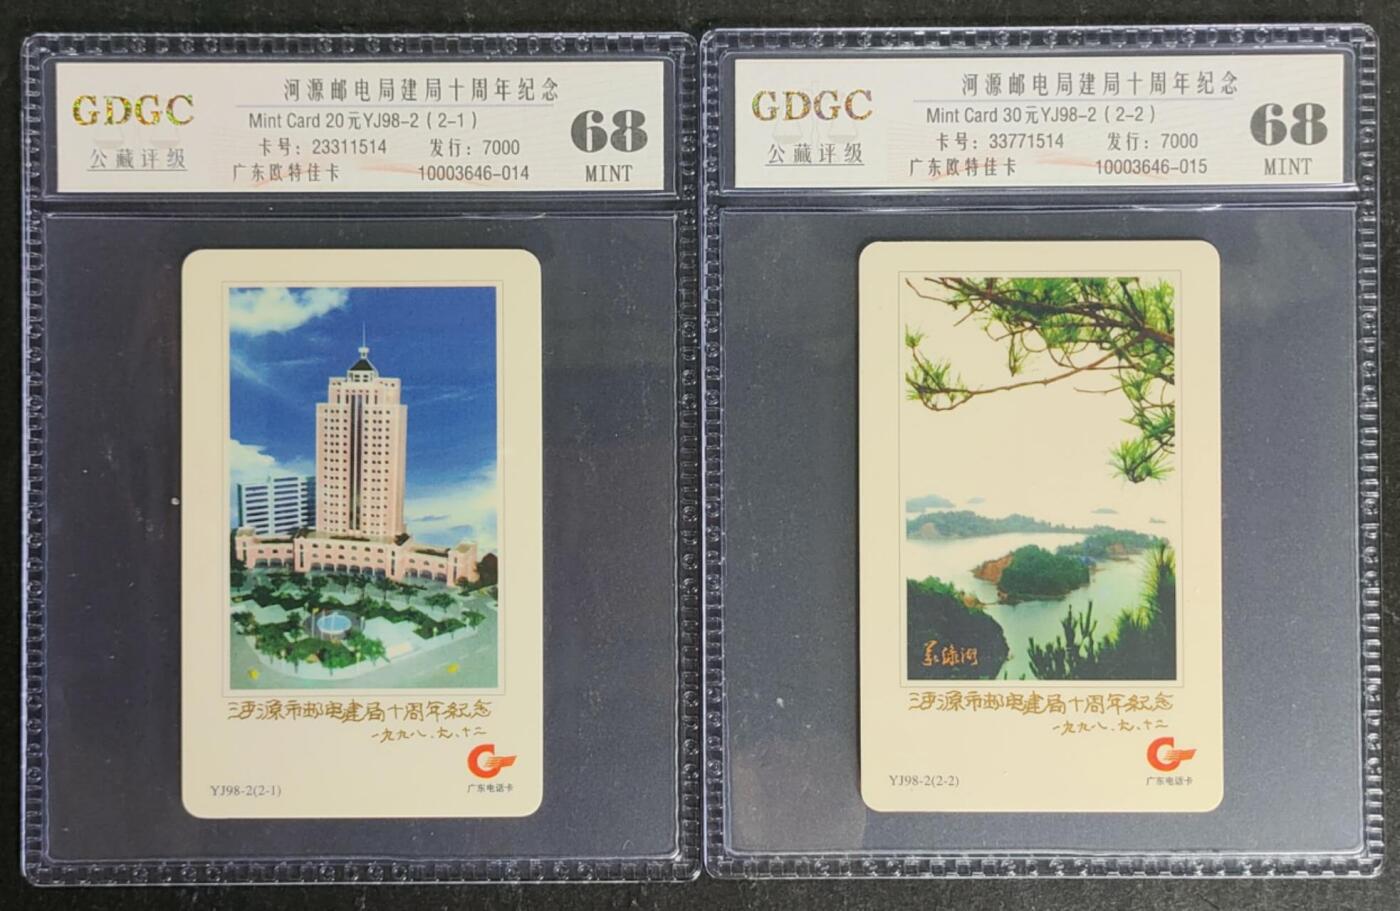 GDGC
公藏评级
河源邮电局建局十周年纪念
Mint Card 20元YJ98-2 ( 2-1 )
卡号: 23311514 发行: 7000
广东欧特佳卡 10003646-014
68
MINT
河源市邮电建局十周年纪念
一九九八.九.十二
广东电话卡
YJ98-2(2-1)
GDGC
公藏评级
河源邮电局建局十周年纪念
Mint Card 30元YJ98-2 ( 2-2 )
卡号: 33771514 发行: 7000
广东欧特佳卡 10003646-015
68
MINT
万绿湖
河源市邮电建局十周年纪念
一九九八.九.十二
广东电话卡
YJ98-2(2-2)